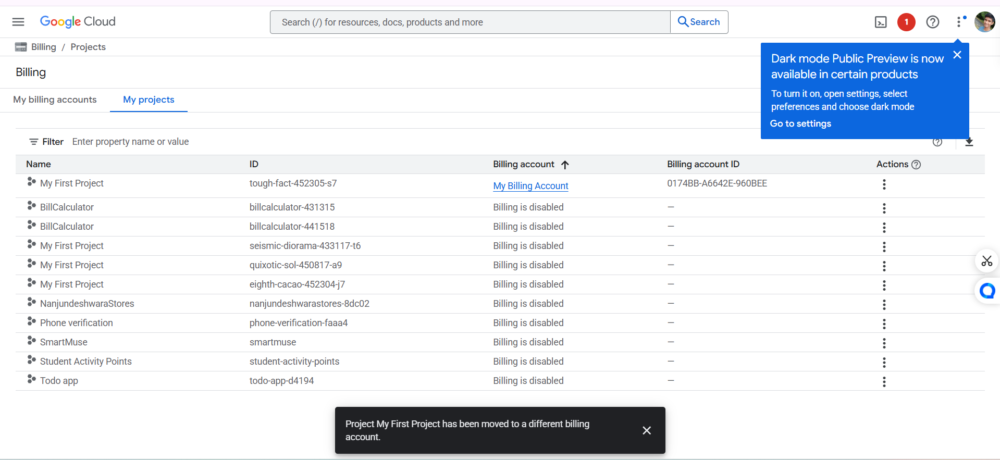 Google Cloud
Search (/) for resources, docs, products and more
Search
1
Billing / Projects
Dark mode Public Preview is now
available in certain products
To turn it on, open settings, select
preferences and choose dark mode
Go to settings
Billing
My billing accounts
My projects
Filter Enter property name or value
Name ID Billing account Billing account ID Actions
My First Project tough-fact-452305-s7 My Billing Account 0174BB-A6642E-960BEE
BillCalculator billcalculator-431315 Billing is disabled —
BillCalculator billcalculator-441518 Billing is disabled —
My First Project seismic-diorama-433117-t6 Billing is disabled —
My First Project quixotic-sol-450817-a9 Billing is disabled —
My First Project eighth-cacao-452304-j7 Billing is disabled —
NanjundeshwaraStores nanjundeshwarastores-8dc02 Billing is disabled —
Phone verification phone-verification-faaa4 Billing is disabled —
SmartMuse smartmuse Billing is disabled —
Student Activity Points student-activity-points Billing is disabled —
Todo app todo-app-d4194 Billing is disabled —
Project My First Project has been moved to a different billing
account.